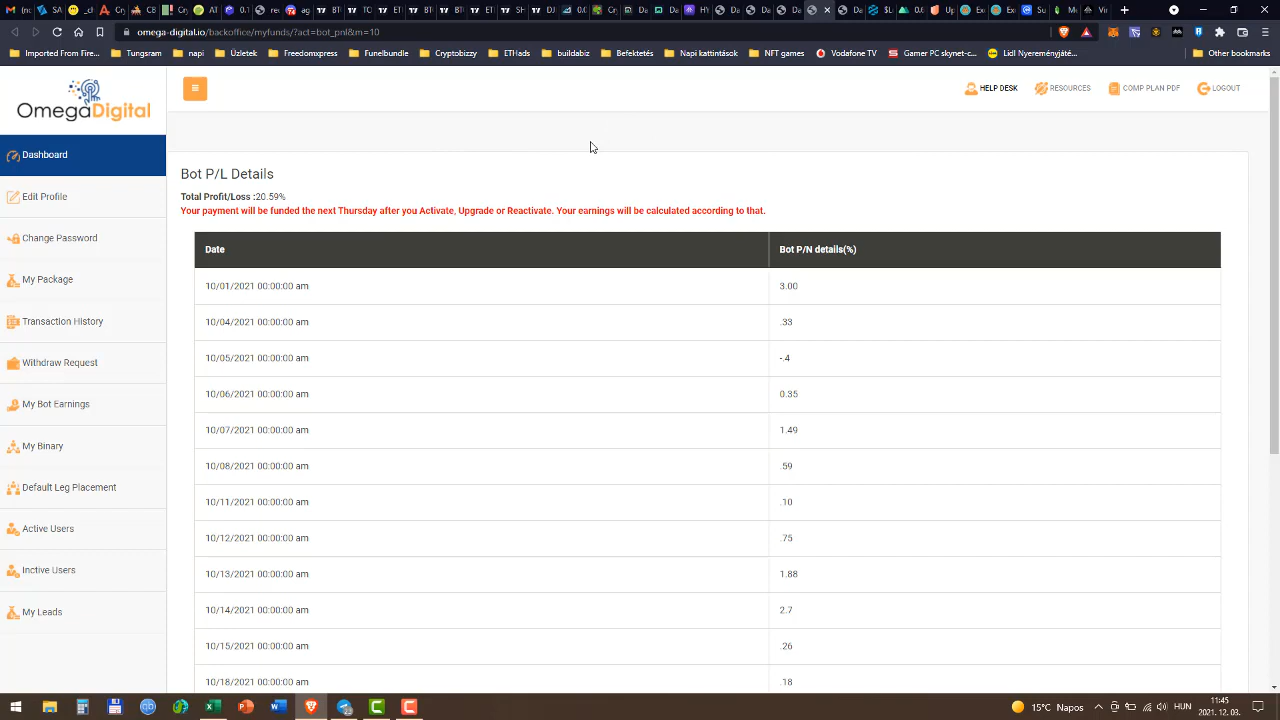 omega-digital.io/backoffice/myfunds/?act=bot_pnl&m=10
Imported From Fire... Tungsram napi Üzletek Freedomxpress Funelbundle Cryptobizzy ETHads buildabiz Befektetés Napi kattintások NFT games Vodafone TV Gamer PC skynet-c... Lidl Nyereményjáték... Other bookmarks
OmegaDigital
HELP DESK RESOURCES COMP PLAN PDF LOGOUT
Dashboard
Edit Profile
Change Password
My Package
Transaction History
Withdraw Request
My Bot Earnings
My Binary
Default Leg Placement
Active Users
Inctive Users
My Leads
Bot P/L Details
Total Profit/Loss :20.59%
Your payment will be funded the next Thursday after you Activate, Upgrade or Reactivate. Your earnings will be calculated according to that.
Date Bot P/N details(%)
10/01/2021 00:00:00 am 3.00
10/04/2021 00:00:00 am .33
10/05/2021 00:00:00 am -.4
10/06/2021 00:00:00 am 0.35
10/07/2021 00:00:00 am 1.49
10/08/2021 00:00:00 am .59
10/11/2021 00:00:00 am .10
10/12/2021 00:00:00 am .75
10/13/2021 00:00:00 am 1.88
10/14/2021 00:00:00 am 2.7
10/15/2021 00:00:00 am .26
10/18/2021 00:00:00 am .18
15°C Napos HUN
11:45
2021. 12. 03.